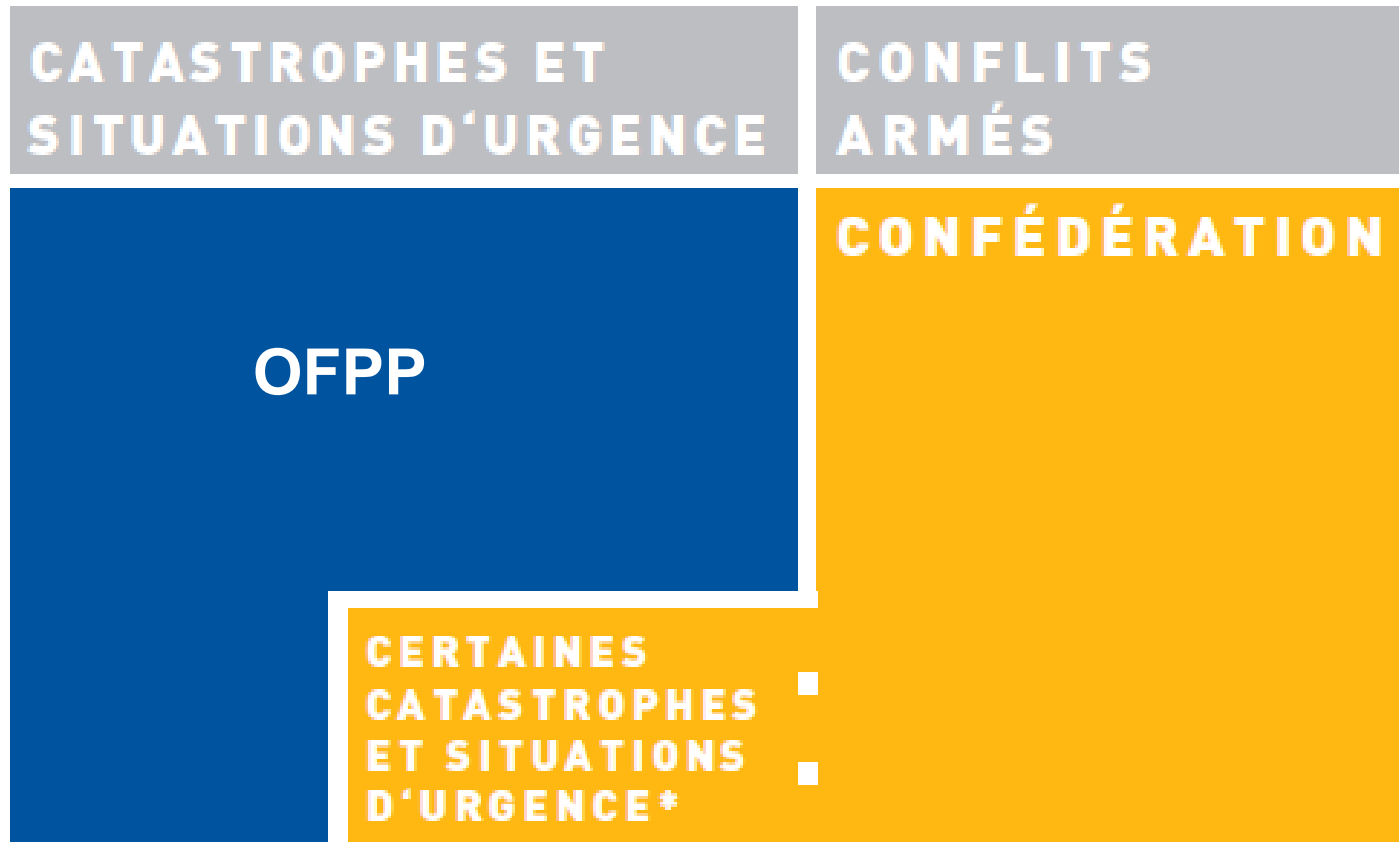 CATASTROPHES ET
SITUATIONS D‘URGENCE
CONFLITS
ARMÉS
CONFÉDÉRATION
OFPP
CERTAINES
CATASTROPHES
ET SITUATIONS
D‘URGENCE*